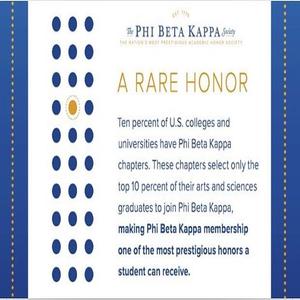 EST 1776
The PHI BETA KAPPA Society
THE NATION'S MOST PRESTIGIOUS ACADEMIC HONOR SOCIETY
A RARE HONOR
Ten percent of U.S. colleges and
universities have Phi Beta Kappa
chapters. These chapters select only the
top 10 percent of their arts and sciences
graduates to join Phi Beta Kappa,
making Phi Beta Kappa membership
one of the most prestigious honors a
student can receive.